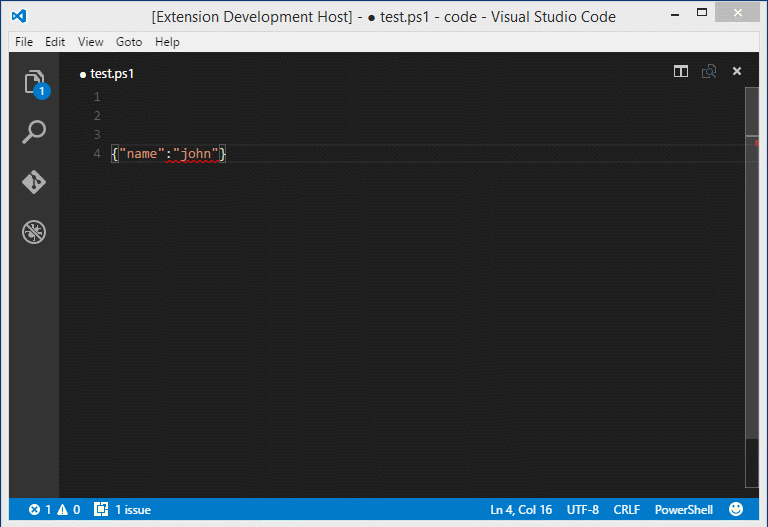 [Extension Development Host] - ● test.ps1 - code - Visual Studio Code
File Edit View Goto Help
● test.ps1
1
1
2
3
4 {"name":"john"}
1 0 1 issue Ln 4, Col 16 UTF-8 CRLF PowerShell